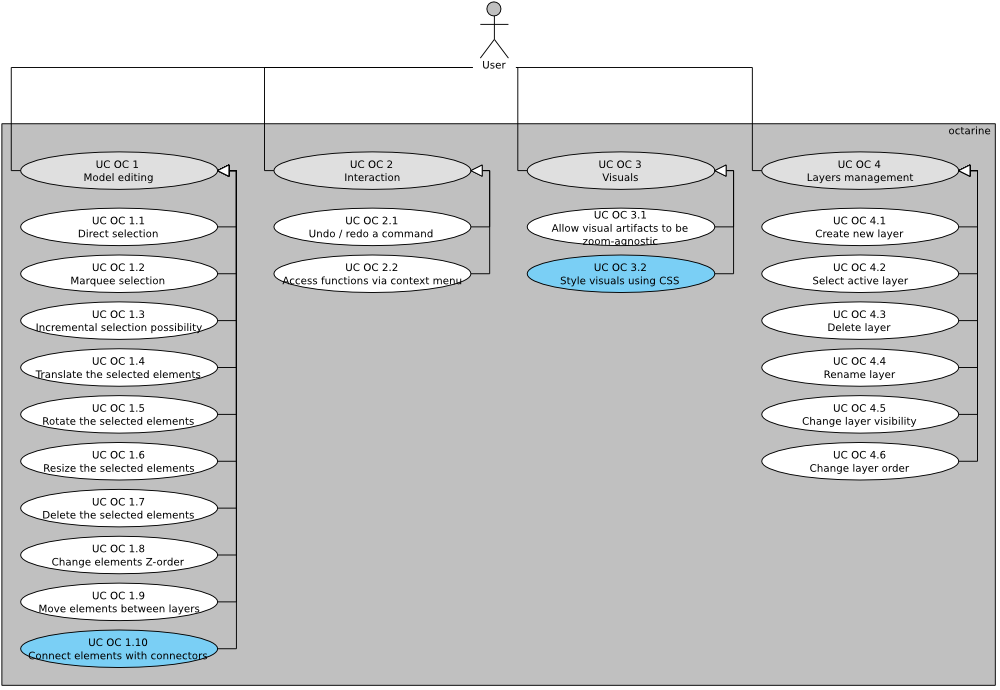 User
octarine
UC OC 1
Model editing
UC OC 1.1
Direct selection
UC OC 1.2
Marquee selection
UC OC 1.3
Incremental selection possibility
UC OC 1.4
Translate the selected elements
UC OC 1.5
Rotate the selected elements
UC OC 1.6
Resize the selected elements
UC OC 1.7
Delete the selected elements
UC OC 1.8
Change elements Z-order
UC OC 1.9
Move elements between layers
UC OC 1.10
Connect elements with connectors
UC OC 2
Interaction
UC OC 2.1
Undo / redo a command
UC OC 2.2
Access functions via context menu
UC OC 3
Visuals
UC OC 3.1
Allow visual artifacts to be
zoom-agnostic
UC OC 3.2
Style visuals using CSS
UC OC 4
Layers management
UC OC 4.1
Create new layer
UC OC 4.2
Select active layer
UC OC 4.3
Delete layer
UC OC 4.4
Rename layer
UC OC 4.5
Change layer visibility
UC OC 4.6
Change layer order